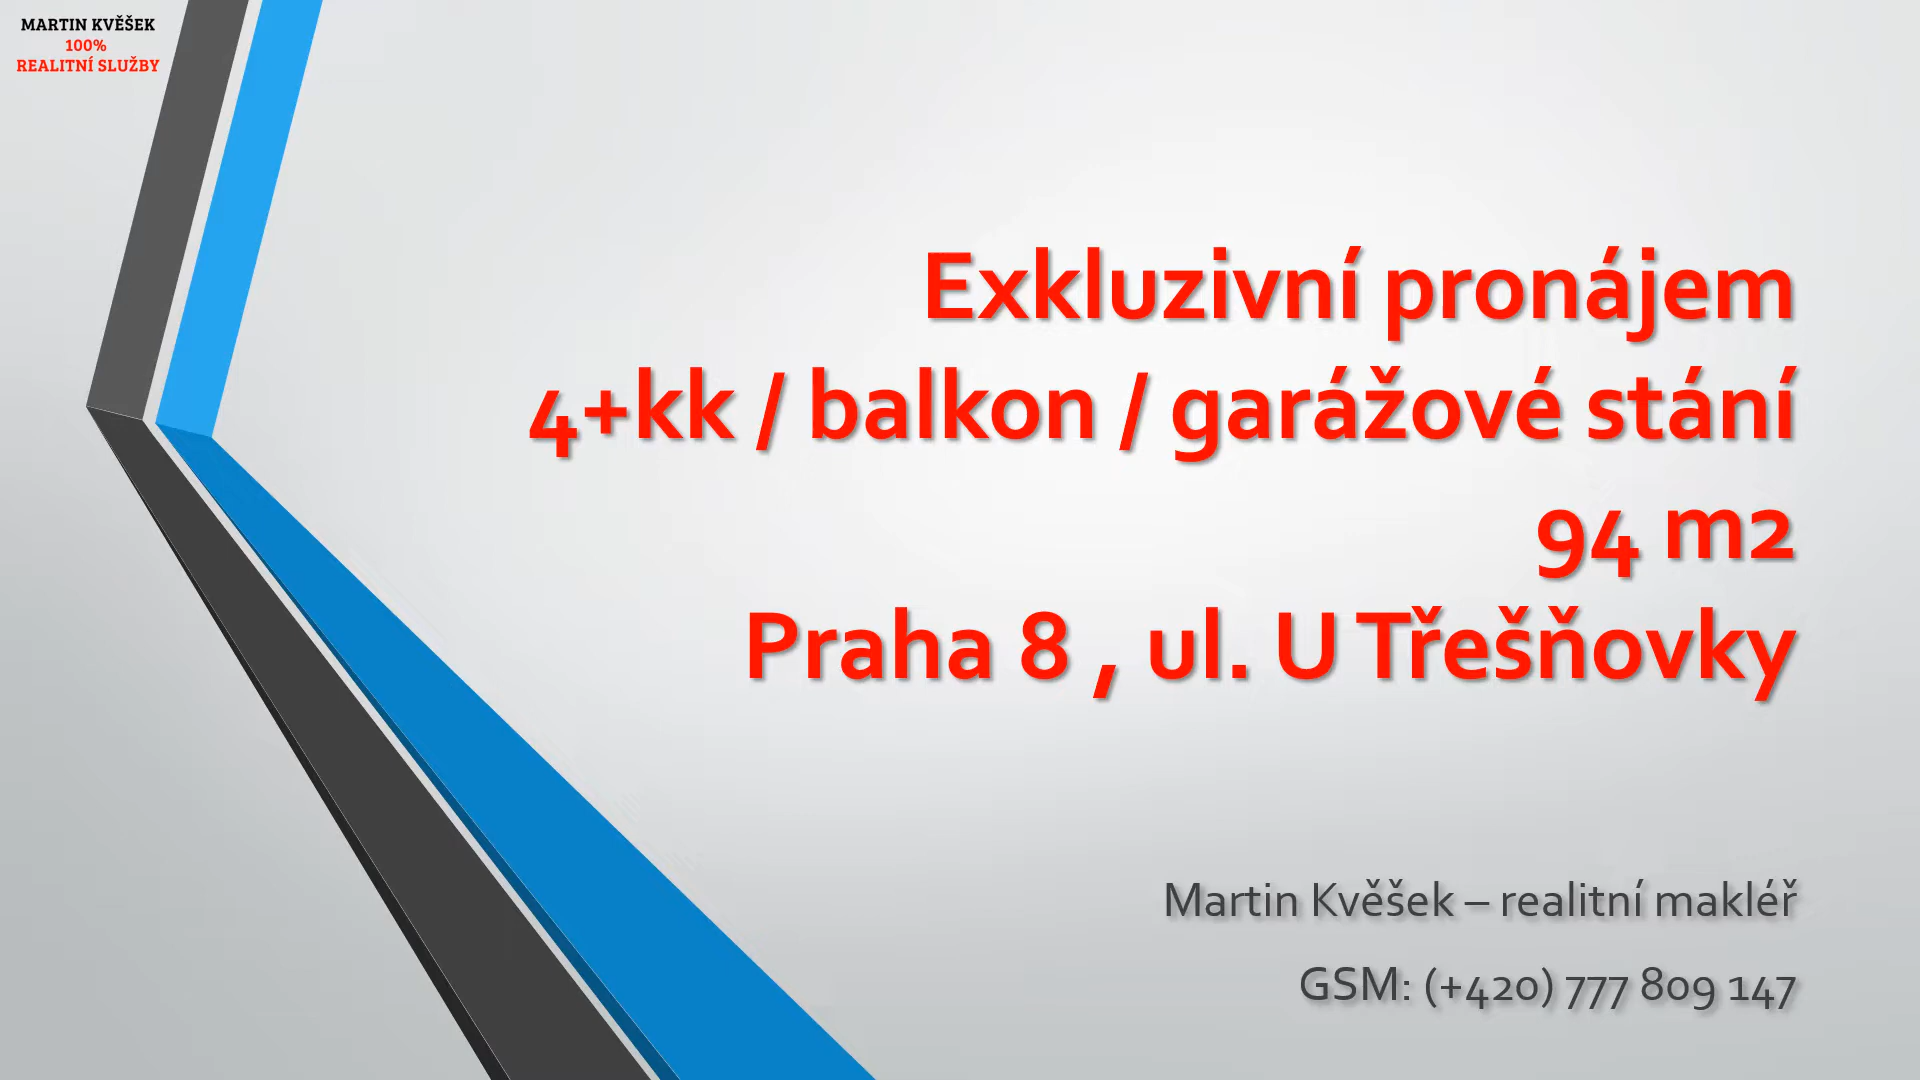 MARTIN KVĚŠEK
100%
REALITNÍ SLUŽBY
Exkluzivní pronájem
4+kk / balkon / garážové stání
94 m2
Praha 8 , ul. U Třešňovky
Martin Kvěšek – realitní makléř
GSM: (+420) 777 809 147